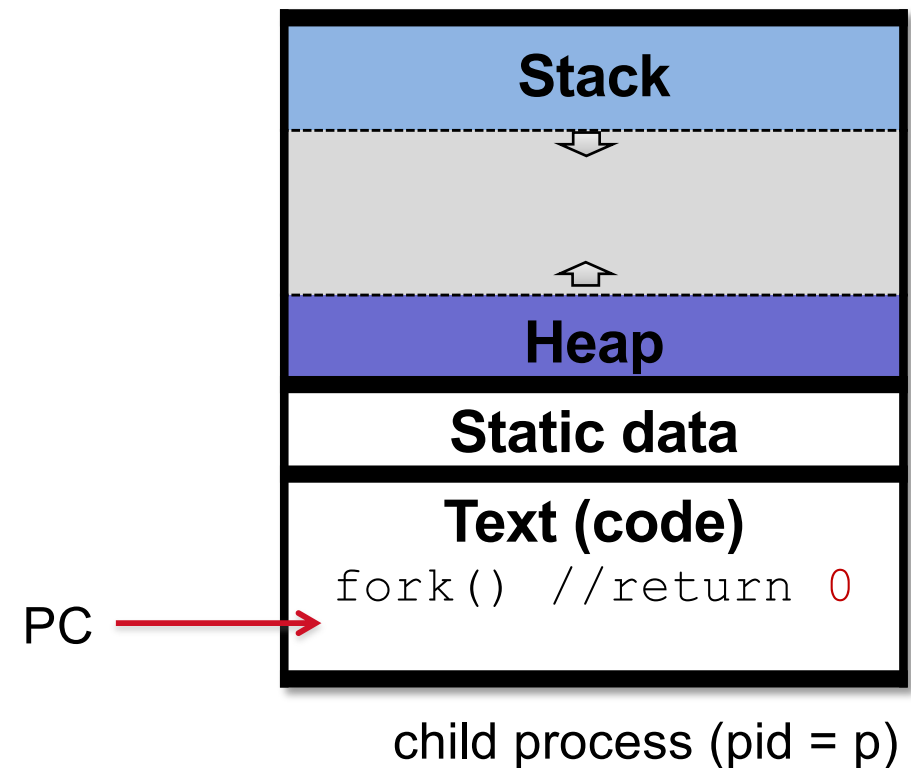 Stack
Heap
Static data
Text (code)
fork() //return 0
PC
child process (pid = p)